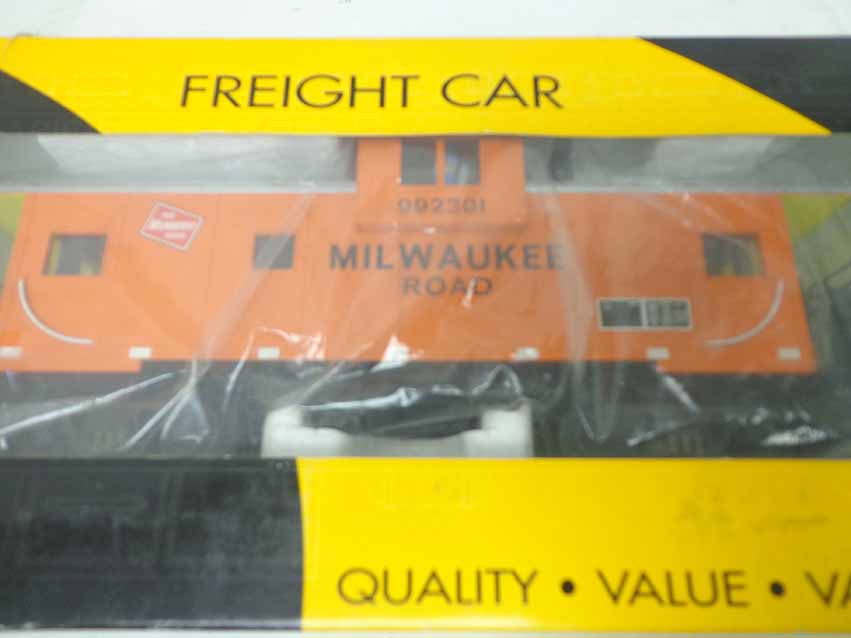 FREIGHT CAR
992301
MILWAUKEE
ROAD
QUALITY • VALUE • VA